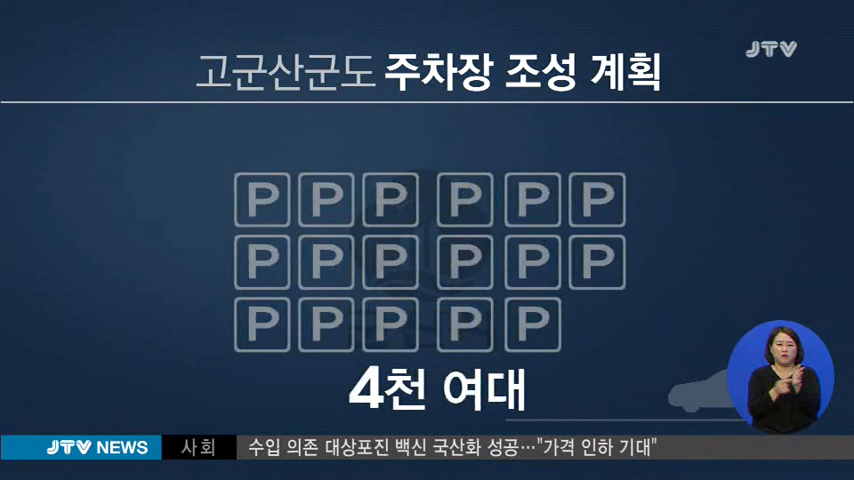 JTV
고군산군도 주차장 조성 계획
P P P P P P
P P P P P P
P P P P P
4천 여대
JTV NEWS 사회 수입 의존 대상포진 백신 국산화 성공…"가격 인하 기대"